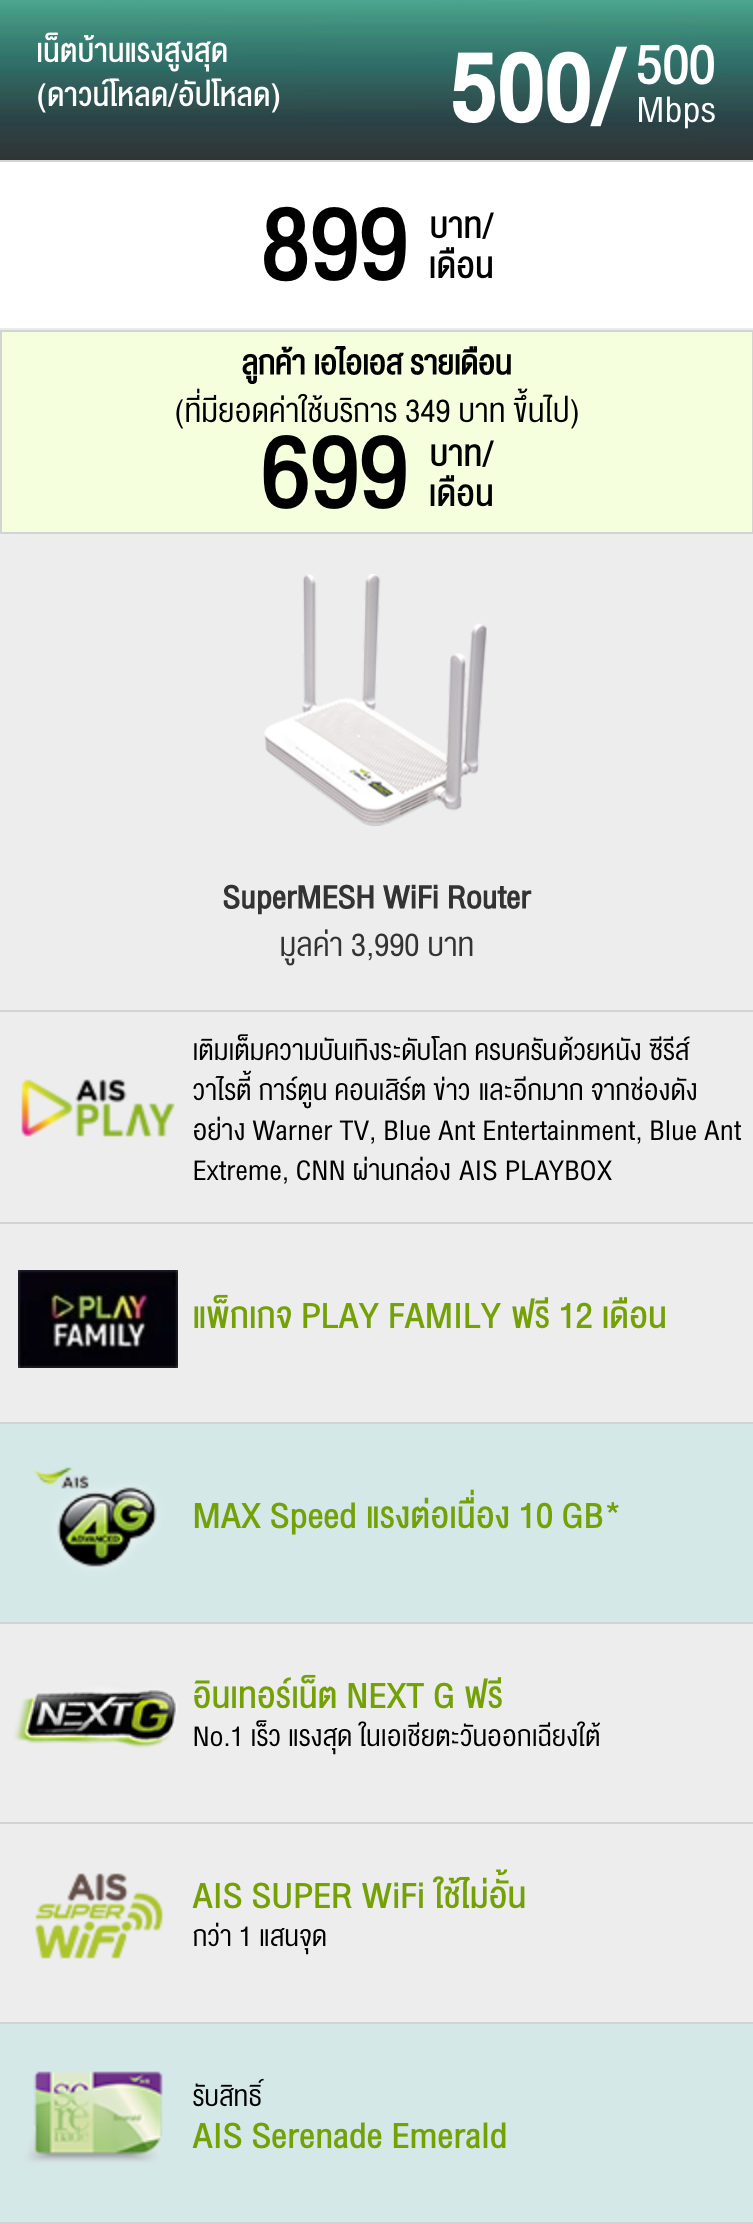 เน็ตบ้านแรงสูงสุด
(ดาวน์โหลด/อัปโหลด)
500/500
Mbps
899 บาท/
เดือน
ลูกค้า เอไอเอส รายเดือน
(ที่มียอดค่าใช้บริการ 349 บาท ขึ้นไป)
699 บาท/
เดือน
SuperMESH WiFi Router
มูลค่า 3,990 บาท
AIS
PLAY
เติมเต็มความบันเทิงระดับโลก ครบครันด้วยหนัง ซีรีส์
วาไรตี้ การ์ตูน คอนเสิร์ต ข่าว และอีกมาก จากช่องดัง
อย่าง Warner TV, Blue Ant Entertainment, Blue Ant
Extreme, CNN ผ่านกล่อง AIS PLAYBOX
PLAY
FAMILY
แพ็กเกจ PLAY FAMILY ฟรี 12 เดือน
AIS
4G
ADVANCED
MAX Speed แรงต่อเนื่อง 10 GB*
NEXTG
อินเทอร์เน็ต NEXT G ฟรี
No.1 เร็ว แรงสุด ในเอเชียตะวันออกเฉียงใต้
AIS
SUPER
WiFi
AIS SUPER WiFi ใช้ไม่อั้น
กว่า 1 แสนจุด
se
re
nade
รับสิทธิ์
AIS Serenade Emerald